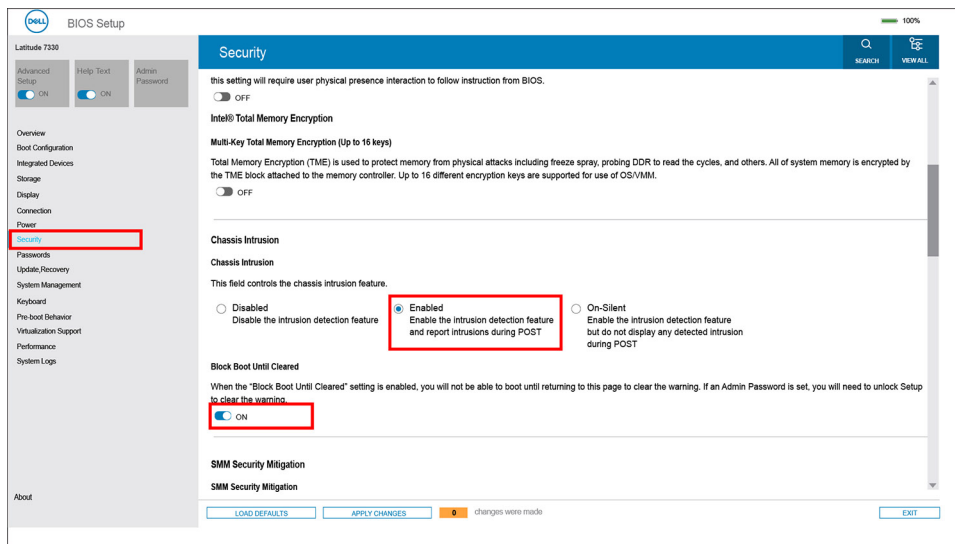 DELL
BIOS Setup
100%
Latitude 7330
Advanced
Setup
ON
Help Text
ON
Admin
Password
Security
SEARCH
VIEW ALL
Overview
Boot Configuration
Integrated Devices
Storage
Display
Connection
Power
Security
Passwords
Update,Recovery
System Management
Keyboard
Pre-boot Behavior
Virtualization Support
Performance
System Logs
About
this setting will require user physical presence interaction to follow instruction from BIOS.
OFF
Intel® Total Memory Encryption
Multi-Key Total Memory Encryption (Up to 16 keys)
Total Memory Encryption (TME) is used to protect memory from physical attacks including freeze spray, probing DDR to read the cycles, and others. All of system memory is encrypted by
the TME block attached to the memory controller. Up to 16 different encryption keys are supported for use of OS/VMM.
OFF
Chassis Intrusion
Chassis Intrusion
This field controls the chassis intrusion feature.
Disabled
Disable the intrusion detection feature
Enabled
Enable the intrusion detection feature
and report intrusions during POST
On-Silent
Enable the intrusion detection feature
but do not display any detected intrusion
during POST
Block Boot Until Cleared
When the “Block Boot Until Cleared” setting is enabled, you will not be able to boot until returning to this page to clear the warning. If an Admin Password is set, you will need to unlock Setup
to clear the warning.
ON
SMM Security Mitigation
SMM Security Mitigation
LOAD DEFAULTS
APPLY CHANGES
0
changes were made
EXIT